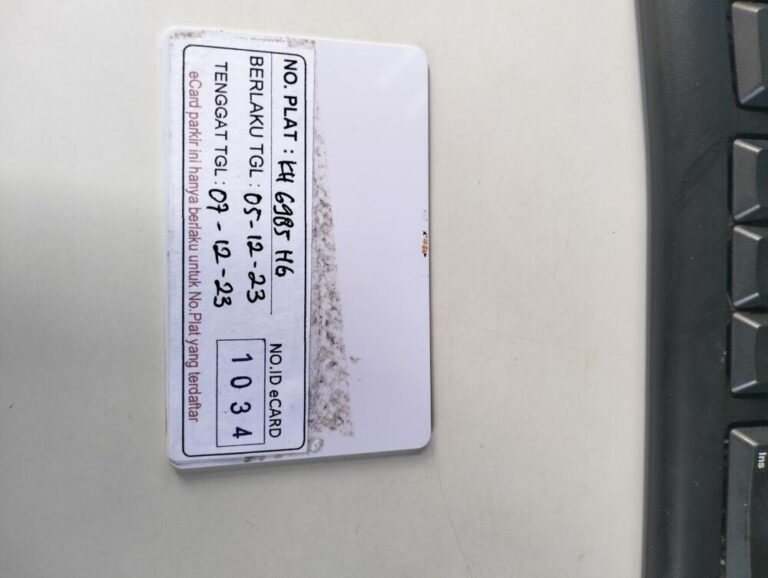 NO. PLAT : KH 6985 HG
BERLAKU TGL : 05-12-23
TENGGAT TGL : 07-12-23
NO.ID eCARD
1034
eCard parkir ini hanya berlaku untuk No.Plat yang terdaftar
Ins